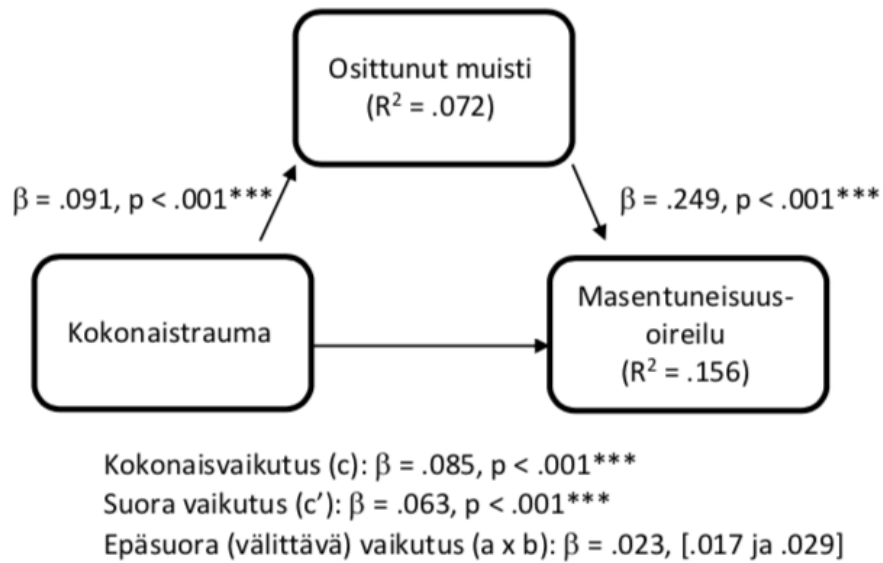 Osittunut muisti
(R² = .072)
β = .091, p < .001***
β = .249, p < .001***
Kokonaistrauma
Masentuneisuus-
oireilu
(R² = .156)
Kokonaisvaikutus (c): β = .085, p < .001***
Suora vaikutus (c’): β = .063, p < .001***
Epäsuora (välittävä) vaikutus (a x b): β = .023, [.017 ja .029]